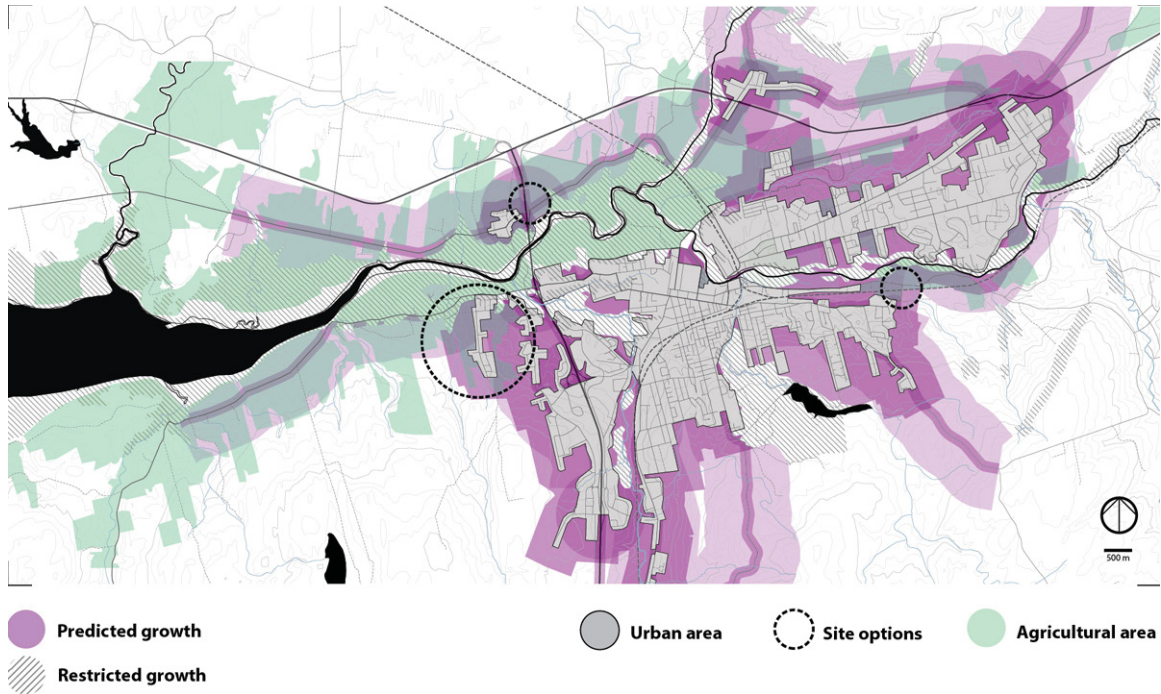 500 m
Predicted growth
Urban area
Site options
Agricultural area
Restricted growth